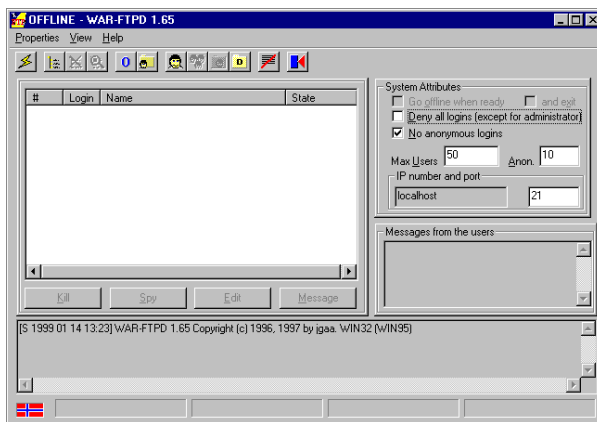 OFFLINE - WAR-FTPD 1.65
Properties View Help
# Login Name State
Kill Spy Edit Message
System Attributes
Go offline when ready and exit
Deny all logins (except for administrator)
No anonymous logins
Max Users 50 Anon. 10
IP number and port
localhost 21
Messages from the users
[S 1999 01 14 13:23] WAR-FTPD 1.65 Copyright (c) 1996, 1997 by jgaa. WIN32 (WIN95)